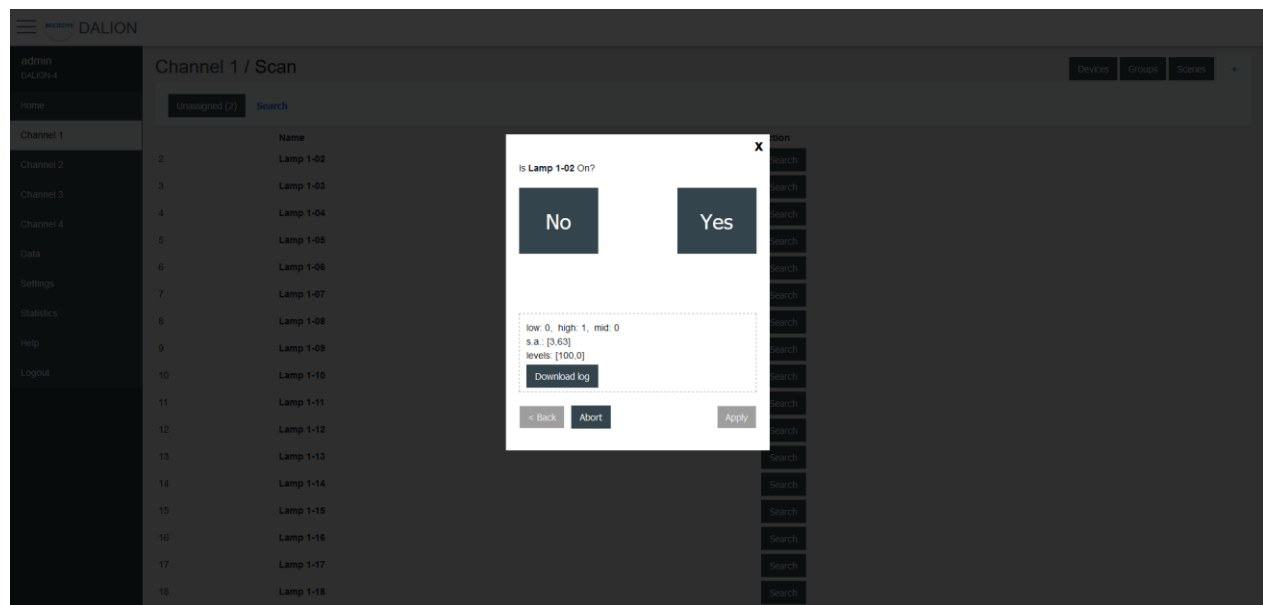 DALION
admin
DALION-4
Channel 1 / Scan
Devices Groups Scenes +
Home
Unassigned (2) Search
Channel 1
Channel 2
Channel 3
Channel 4
Data
Settings
Statistics
Help
Logout
Name ction
2 Lamp 1-02 Search
3 Lamp 1-03 Search
4 Lamp 1-04 Search
5 Lamp 1-05 Search
6 Lamp 1-06 Search
7 Lamp 1-07 Search
8 Lamp 1-08 Search
9 Lamp 1-09 Search
10 Lamp 1-10 Search
11 Lamp 1-11 Search
12 Lamp 1-12 Search
13 Lamp 1-13 Search
14 Lamp 1-14 Search
15 Lamp 1-15 Search
16 Lamp 1-16 Search
17 Lamp 1-17 Search
18 Lamp 1-18 Search
X
Is Lamp 1-02 On?
No Yes
low: 0, high: 1, mid: 0
s.a.: [3,63]
levels: [100,0]
Download log
< Back Abort Apply